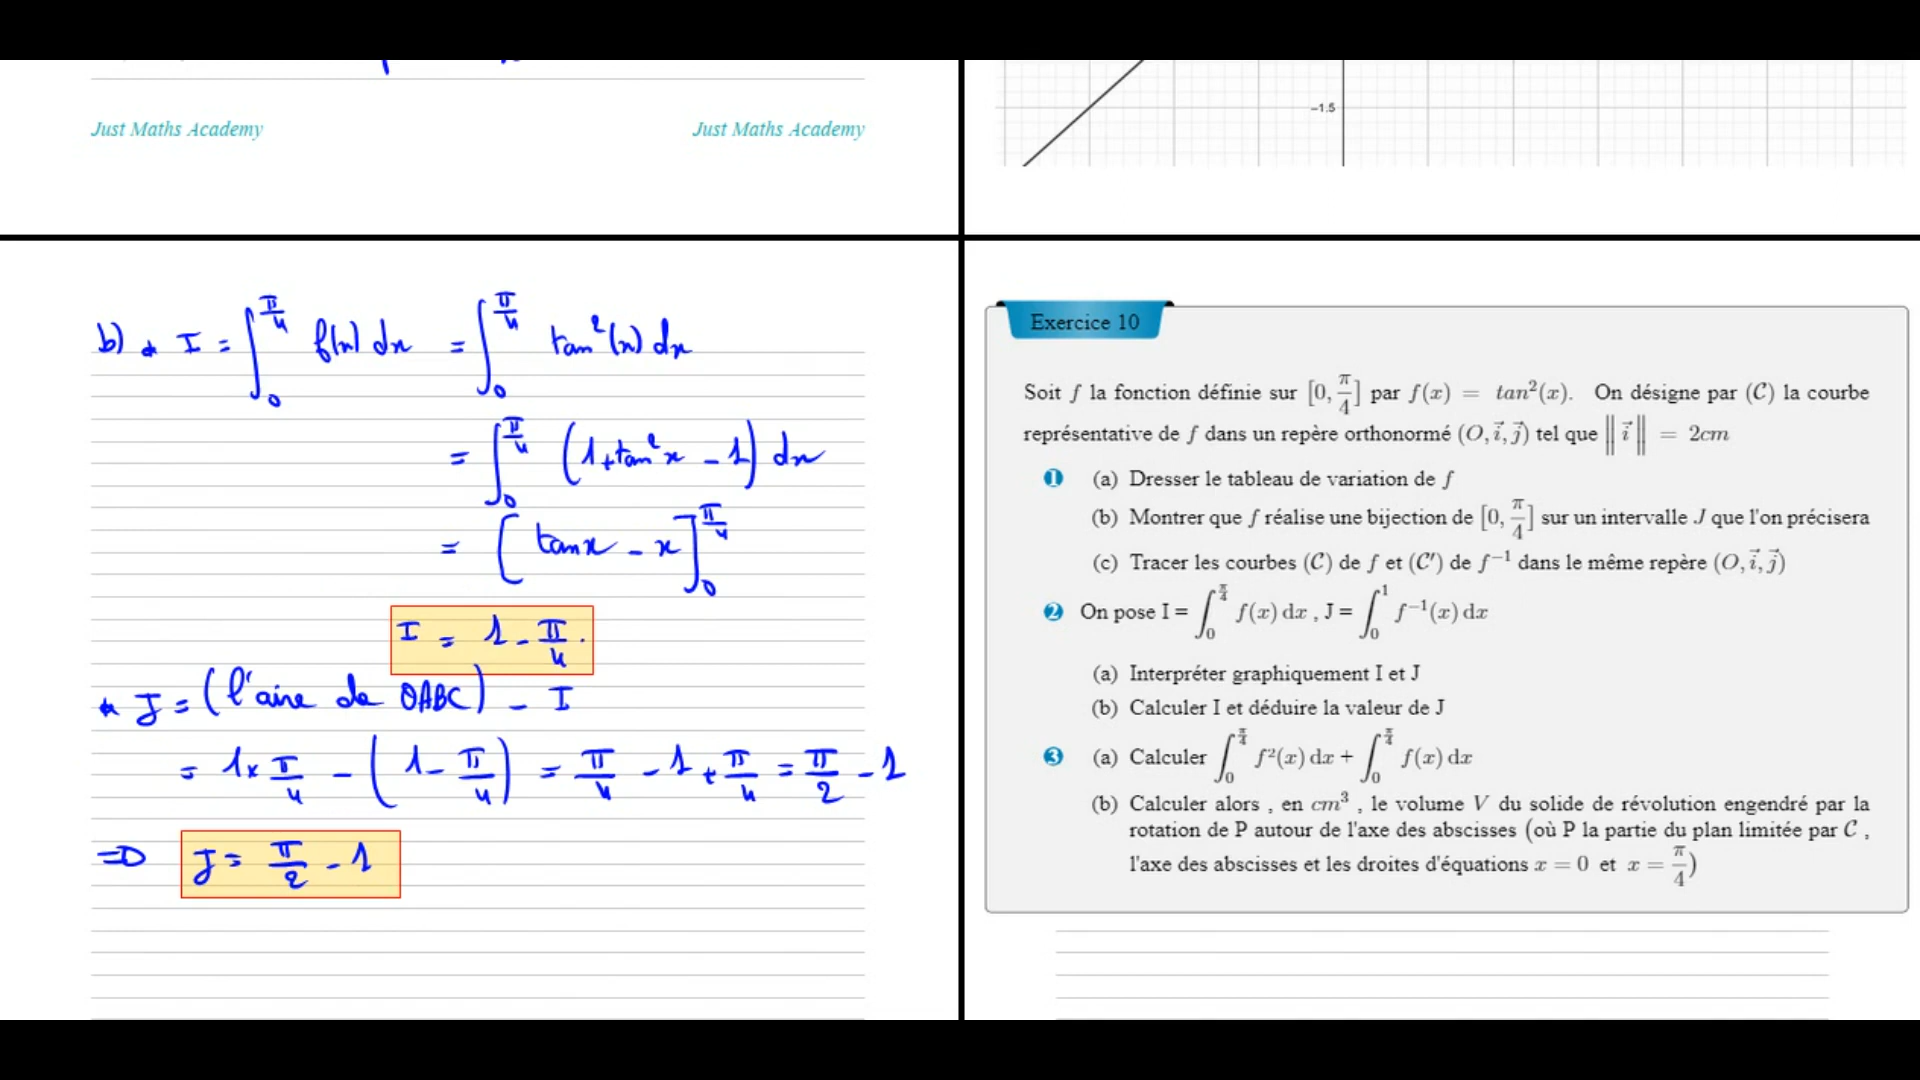 Just Maths Academy
Just Maths Academy
b) * I = ∫₀^{π/4} f(x) dx = ∫₀^{π/4} tan²(x) dx
= ∫₀^{π/4} (1+tan²x - 1) dx
= [tan x - x]₀^{π/4}
I = 1 - π/4.
* J = (l'aire de OABC) - I
= 1 × π/4 - (1 - π/4) = π/4 - 1 + π/4 = π/2 - 1
=> J = π/2 - 1
-1.5
Exercice 10
Soit f la fonction définie sur [0, π/4] par f(x) = tan²(x). On désigne par (C) la courbe
représentative de f dans un repère orthonormé (O, i⃗, j⃗) tel que ‖ i⃗ ‖ = 2cm
1 (a) Dresser le tableau de variation de f
(b) Montrer que f réalise une bijection de [0, π/4] sur un intervalle J que l'on précisera
(c) Tracer les courbes (C) de f et (C') de f⁻¹ dans le même repère (O, i⃗, j⃗)
2 On pose I = ∫₀^{π/4} f(x) dx , J = ∫₀¹ f⁻¹(x) dx
(a) Interpréter graphiquement I et J
(b) Calculer I et déduire la valeur de J
3 (a) Calculer ∫₀^{π/4} f²(x) dx + ∫₀^{π/4} f(x) dx
(b) Calculer alors , en cm³ , le volume V du solide de révolution engendré par la
rotation de P autour de l'axe des abscisses (où P la partie du plan limitée par C ,
l'axe des abscisses et les droites d'équations x = 0 et x = π/4)